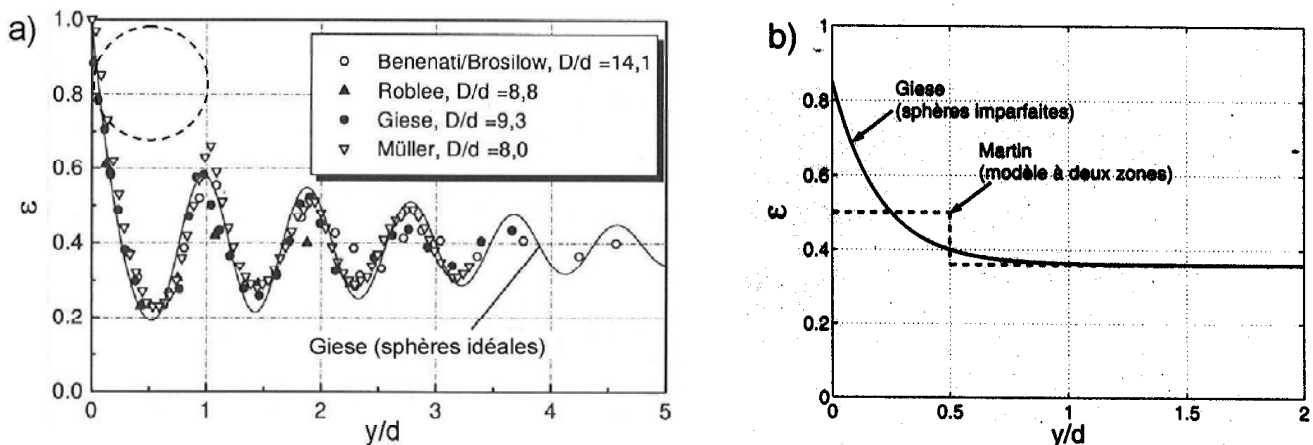 a)
1.0
0.8
0.6
0.4
0.2
0.0
ε
0
1
2
3
4
5
y/d
Benenati/Brosilow, D/d =14,1
Roblee, D/d =8,8
Giese, D/d =9,3
Müller, D/d =8,0
Giese (sphères idéales)
b)
1
0.8
0.6
0.4
0.2
0
ε
0
0.5
1
1.5
2
y/d
Giese
(sphères imparfaites)
Martin
(modèle à deux zones)